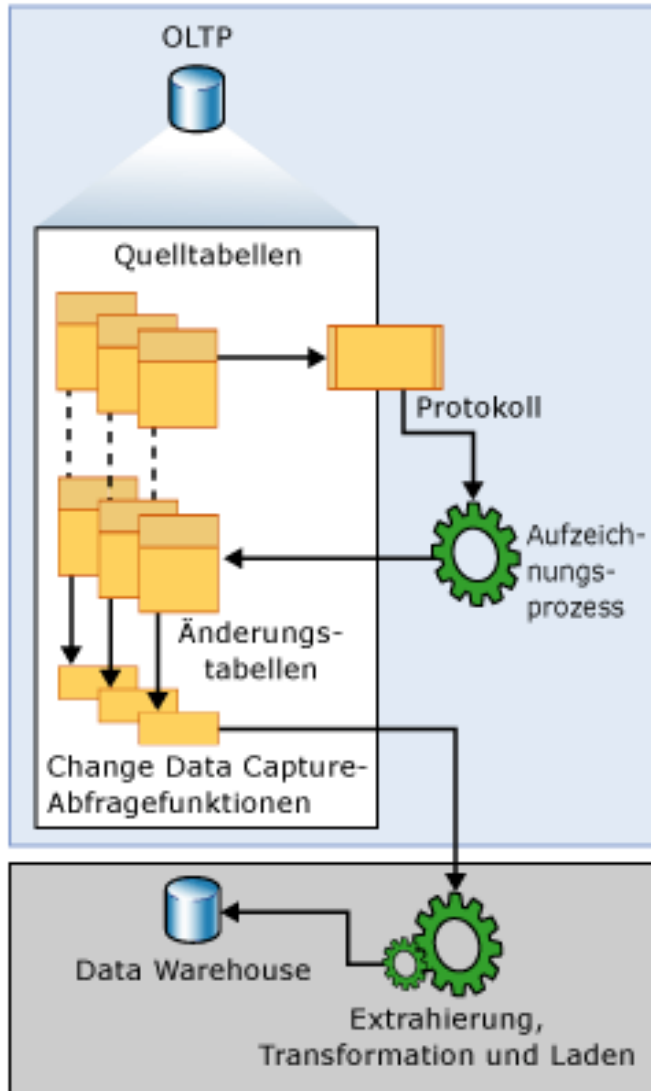 OLTP
Quelltabellen
Protokoll
Aufzeich-
nungs-
prozess
Änderungs-
tabellen
Change Data Capture-
Abfragefunktionen
Data Warehouse
Extrahierung,
Transformation und Laden